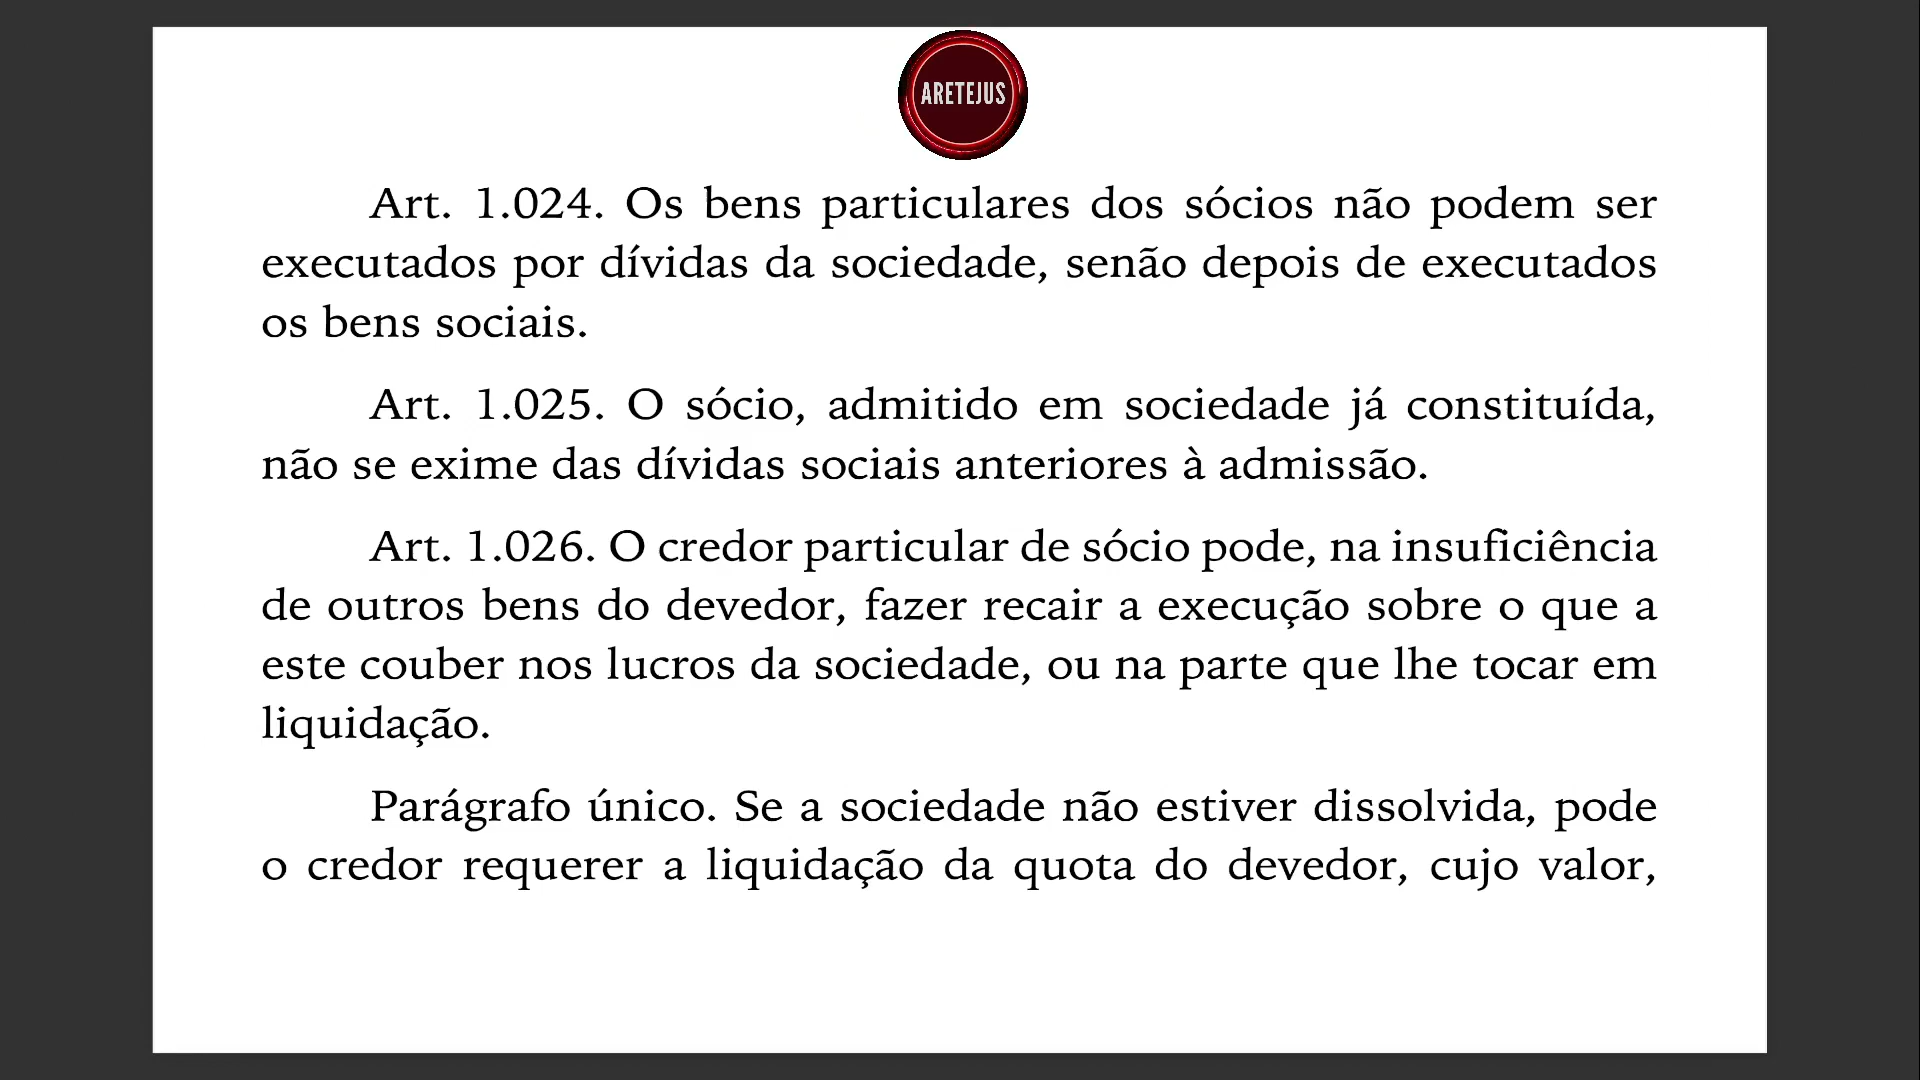 ARETEJUS
Art. 1.024. Os bens particulares dos sócios não podem ser
executados por dívidas da sociedade, senão depois de executados
os bens sociais.
Art. 1.025. O sócio, admitido em sociedade já constituída,
não se exime das dívidas sociais anteriores à admissão.
Art. 1.026. O credor particular de sócio pode, na insuficiência
de outros bens do devedor, fazer recair a execução sobre o que a
este couber nos lucros da sociedade, ou na parte que lhe tocar em
liquidação.
Parágrafo único. Se a sociedade não estiver dissolvida, pode
o credor requerer a liquidação da quota do devedor, cujo valor,